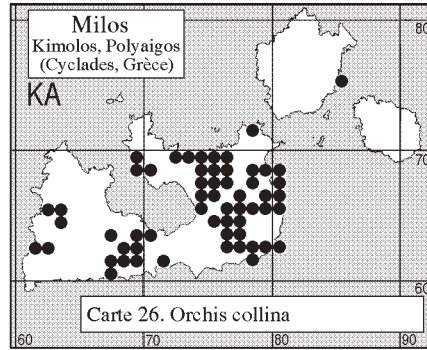 Milos
Kimolos, Polyaigos
(Cyclades, Grèce)
KA
80
70
60
Carte 26. Orchis collina
60
70
80
90